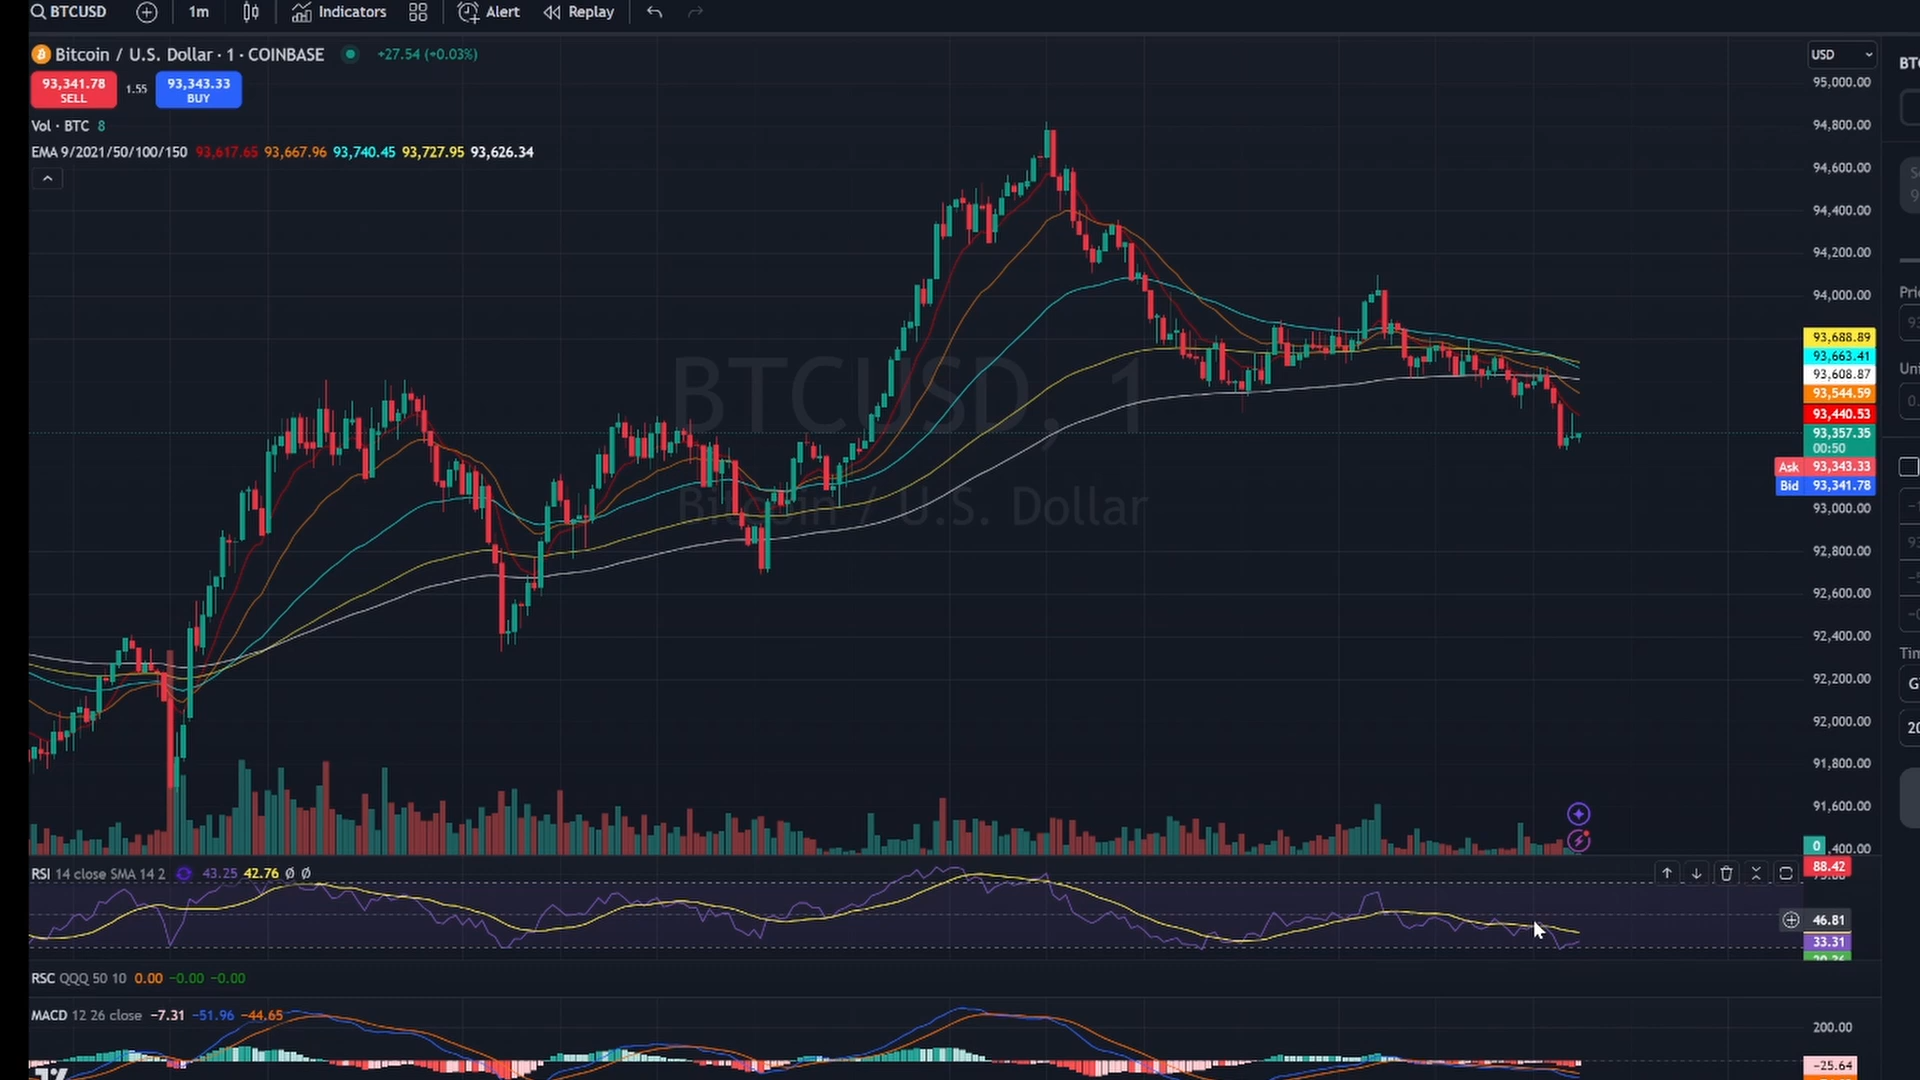 BTCUSD 1m Indicators Alert Replay
Bitcoin / U.S. Dollar · 1 · COINBASE +27.54 (+0.03%)
USD
BTC
93,341.78
SELL
1.55
93,343.33
BUY
Vol · BTC 8
EMA 9/2021/50/100/150 93,617.65 93,667.96 93,740.45 93,727.95 93,626.34
BTCUSD, 1
Bitcoin / U.S. Dollar
95,000.00
94,800.00
94,600.00
94,400.00
94,200.00
94,000.00
93,688.89
93,663.41
93,608.87
93,544.59
93,440.53
93,357.35
00:50
Ask 93,343.33
Bid 93,341.78
93,000.00
92,800.00
92,600.00
92,400.00
92,200.00
92,000.00
91,800.00
91,600.00
0 ,400.00
88.42
RSI 14 close SMA 14 2 43.25 42.76 Ø Ø
46.81
33.31
RSC QQQ 50 10 0.00 −0.00 −0.00
MACD 12 26 close −7.31 −51.96 −44.65
200.00
−25.64